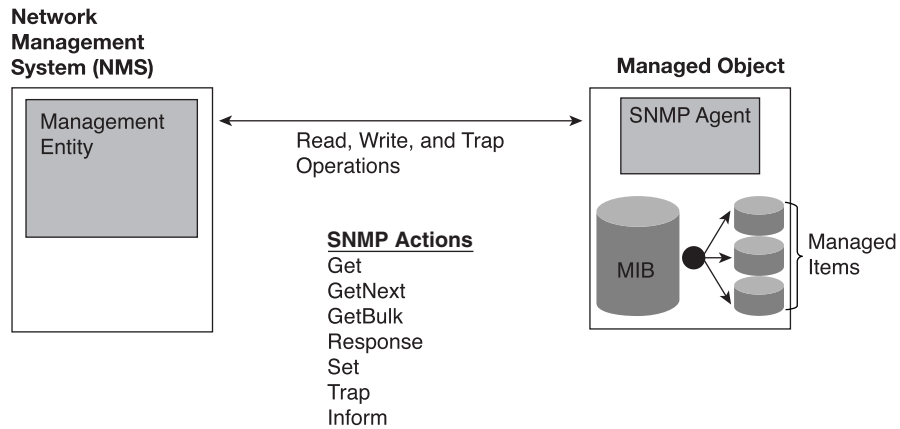 Network
Management
System (NMS)
Management
Entity
Read, Write, and Trap
Operations
SNMP Actions
Get
GetNext
GetBulk
Response
Set
Trap
Inform
Managed Object
SNMP Agent
MIB
Managed
Items